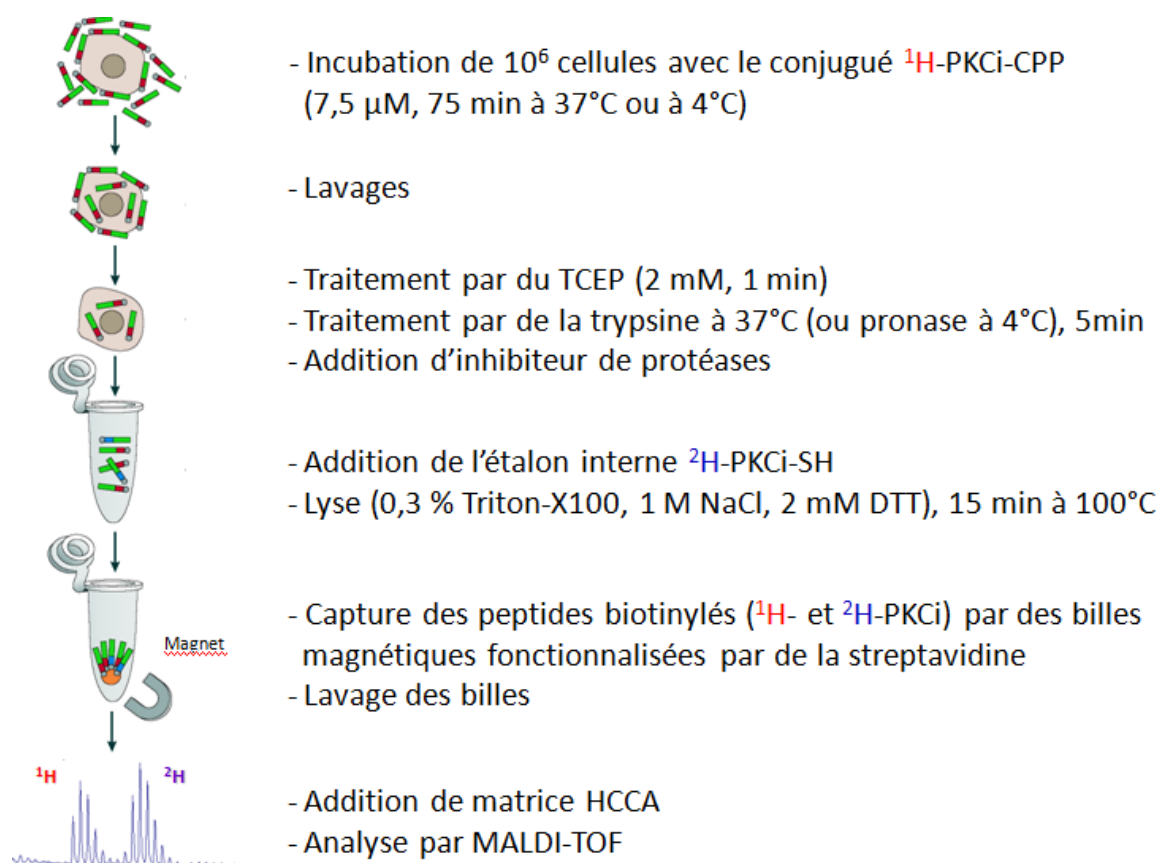 - Incubation de 10⁶ cellules avec le conjugué ¹H-PKCi-CPP
(7,5 µM, 75 min à 37°C ou à 4°C)
- Lavages
- Traitement par du TCEP (2 mM, 1 min)
- Traitement par de la trypsine à 37°C (ou pronase à 4°C), 5min
- Addition d’inhibiteur de protéases
- Addition de l’étalon interne ²H-PKCi-SH
- Lyse (0,3 % Triton-X100, 1 M NaCl, 2 mM DTT), 15 min à 100°C
- Capture des peptides biotinylés (¹H- et ²H-PKCi) par des billes
magnétiques fonctionnalisées par de la streptavidine
- Lavage des billes
Magnet
¹H
²H
- Addition de matrice HCCA
- Analyse par MALDI-TOF